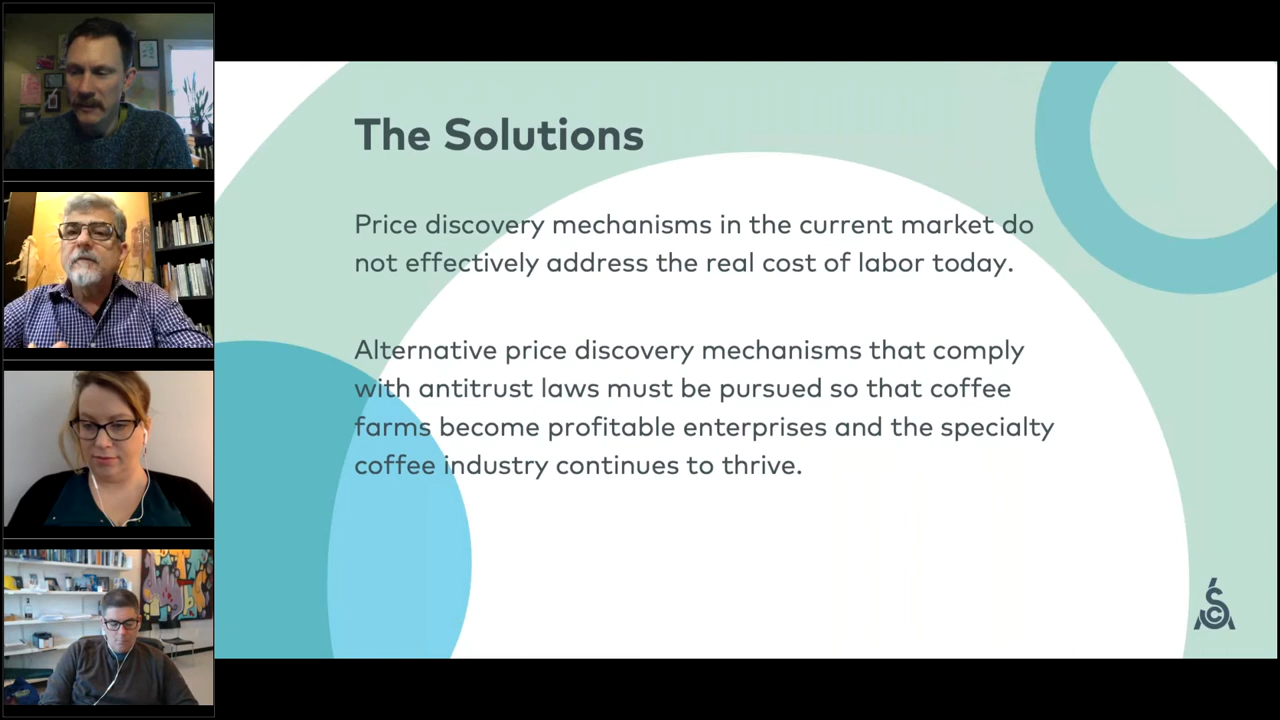 The Solutions
Price discovery mechanisms in the current market do
not effectively address the real cost of labor today.
Alternative price discovery mechanisms that comply
with antitrust laws must be pursued so that coffee
farms become profitable enterprises and the specialty
coffee industry continues to thrive.
SCA